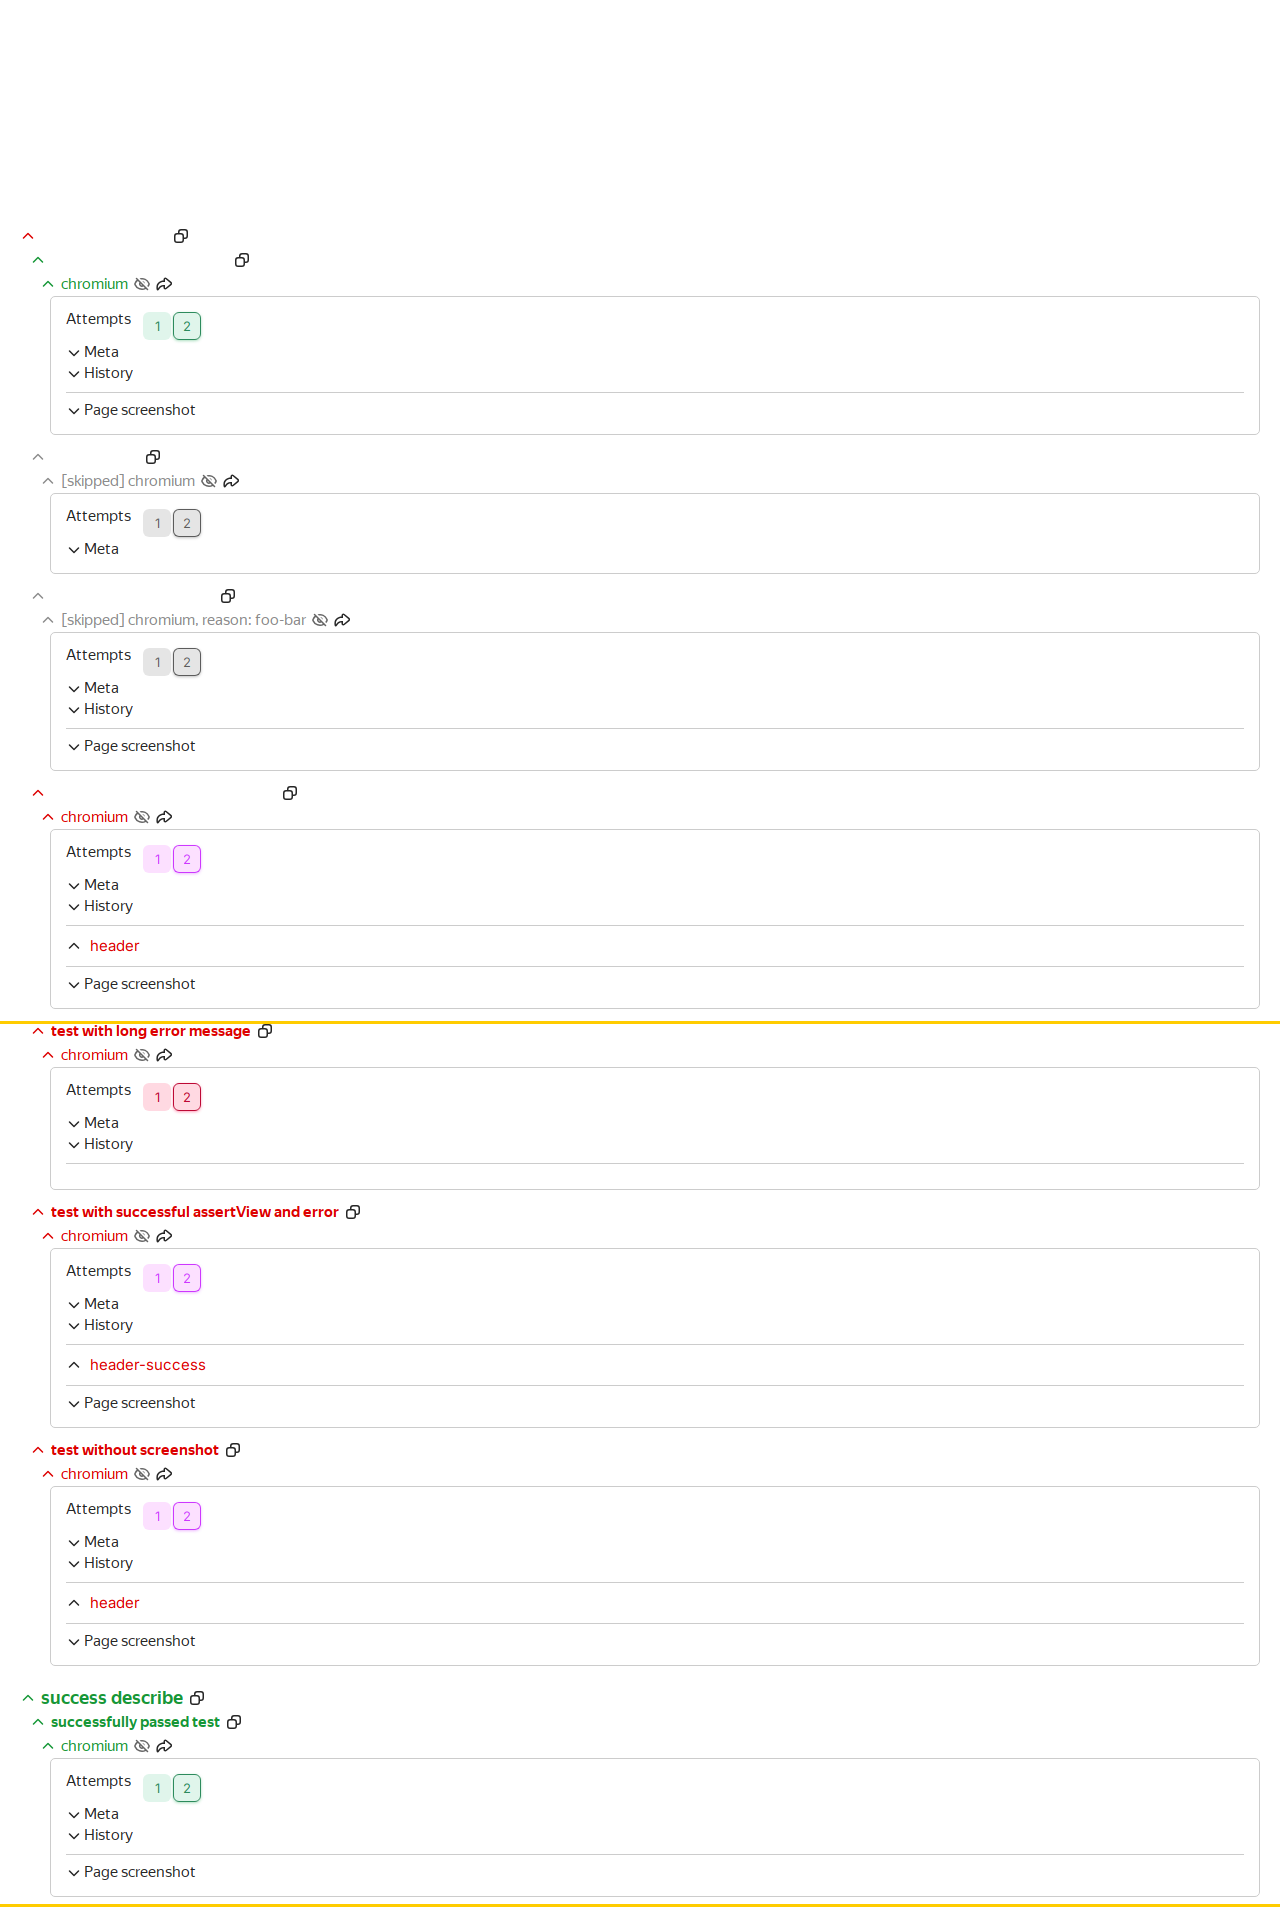 chromium
Attempts 1 2
Meta
History
Page screenshot
[skipped] chromium
Attempts 1 2
Meta
[skipped] chromium, reason: foo-bar
Attempts 1 2
Meta
History
Page screenshot
chromium
Attempts 1 2
Meta
History
header
Page screenshot
test with long error message
chromium
Attempts 1 2
Meta
History
test with successful assertView and error
chromium
Attempts 1 2
Meta
History
header-success
Page screenshot
test without screenshot
chromium
Attempts 1 2
Meta
History
header
Page screenshot
success describe
successfully passed test
chromium
Attempts 1 2
Meta
History
Page screenshot